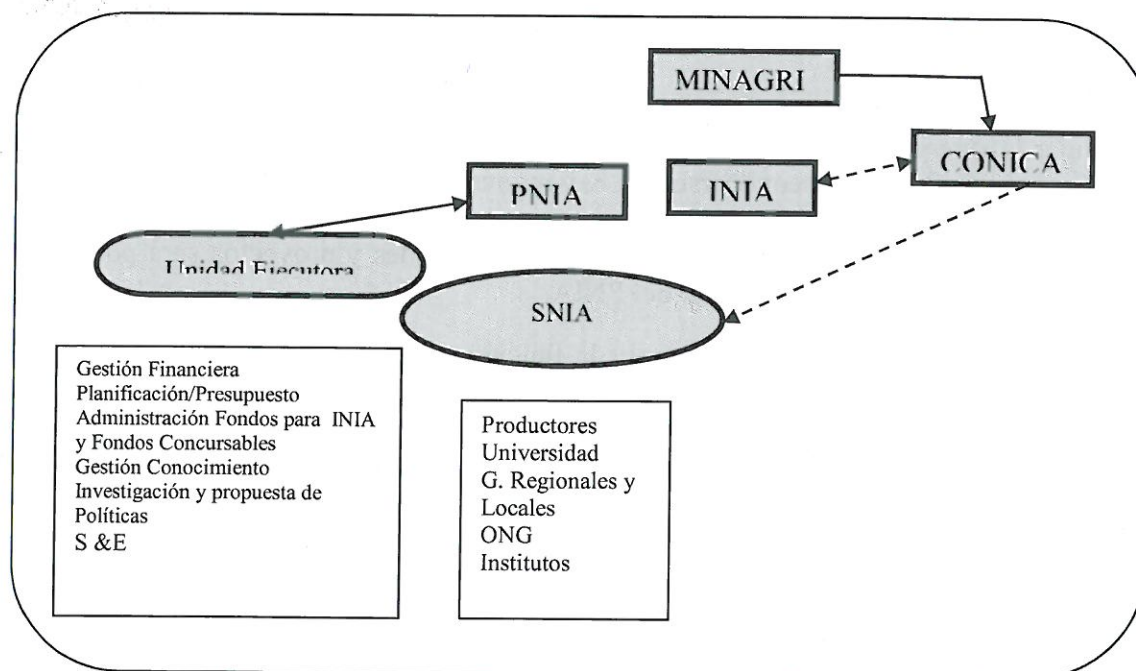 MINAGRI
CONICA
PNIA
INIA
Unidad Ejecutora
SNIA
Gestión Financiera
Planificación/Presupuesto
Administración Fondos para INIA
y Fondos Concursables
Gestión Conocimiento
Investigación y propuesta de
Políticas
S &E
Productores
Universidad
G. Regionales y
Locales
ONG
Institutos